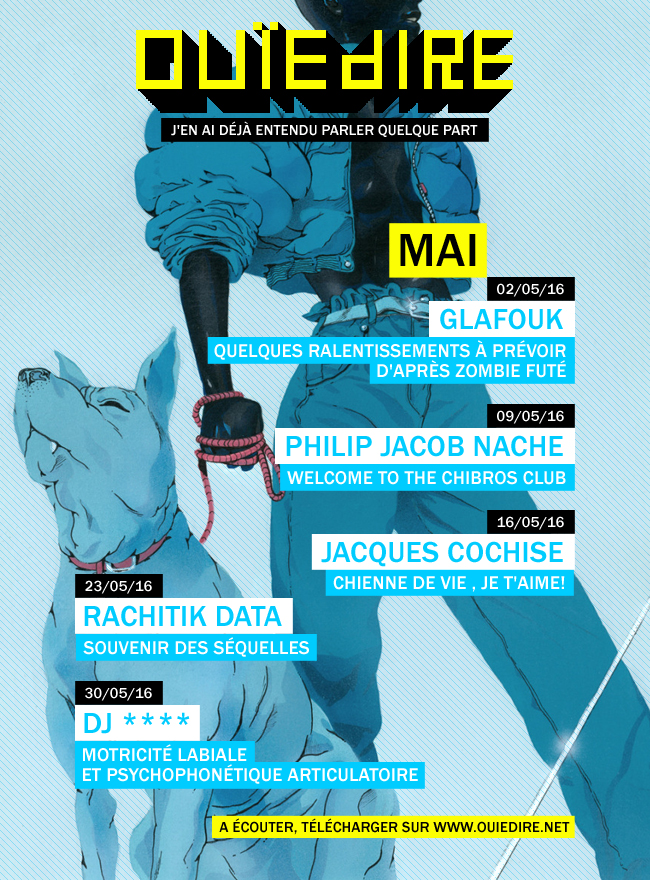 OUÏEDIRE
J'EN AI DÉJÀ ENTENDU PARLER QUELQUE PART
MAI
02/05/16
GLAFOUK
QUELQUES RALENTISSEMENTS À PRÉVOIR
D'APRÈS ZOMBIE FUTÉ
09/05/16
PHILIP JACOB NACHE
WELCOME TO THE CHIBROS CLUB
16/05/16
JACQUES COCHISE
CHIENNE DE VIE , JE T'AIME!
23/05/16
RACHITIK DATA
SOUVENIR DES SÉQUELLES
30/05/16
DJ ****
MOTRICITÉ LABIALE
ET PSYCHOPHONÉTIQUE ARTICULATOIRE
A ÉCOUTER, TÉLÉCHARGER SUR WWW.OUIEDIRE.NET